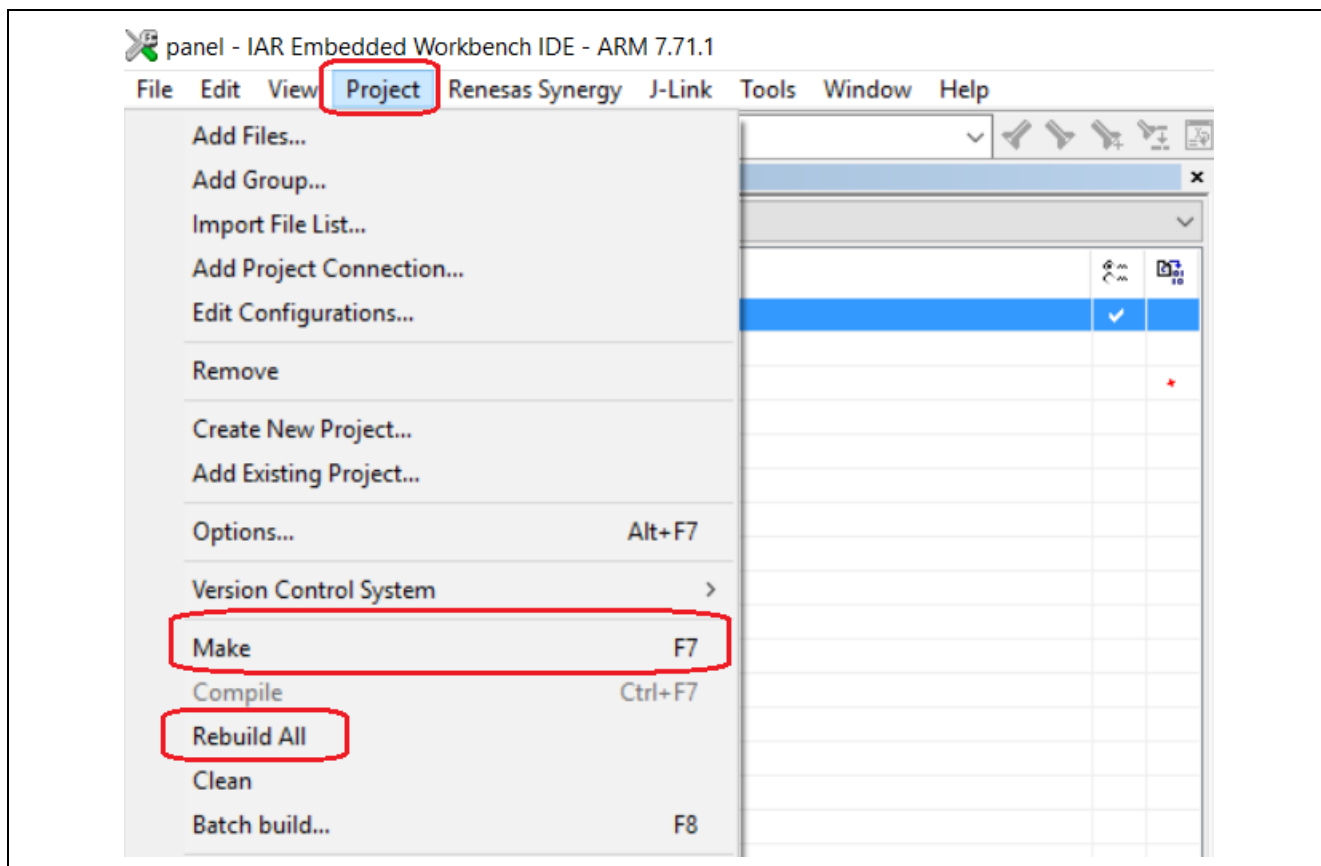 panel - IAR Embedded Workbench IDE - ARM 7.71.1
File Edit View Project Renesas Synergy J-Link Tools Window Help
Add Files...
Add Group...
Import File List...
Add Project Connection...
Edit Configurations...
Remove
Create New Project...
Add Existing Project...
Options... Alt+F7
Version Control System >
Make F7
Compile Ctrl+F7
Rebuild All
Clean
Batch build... F8